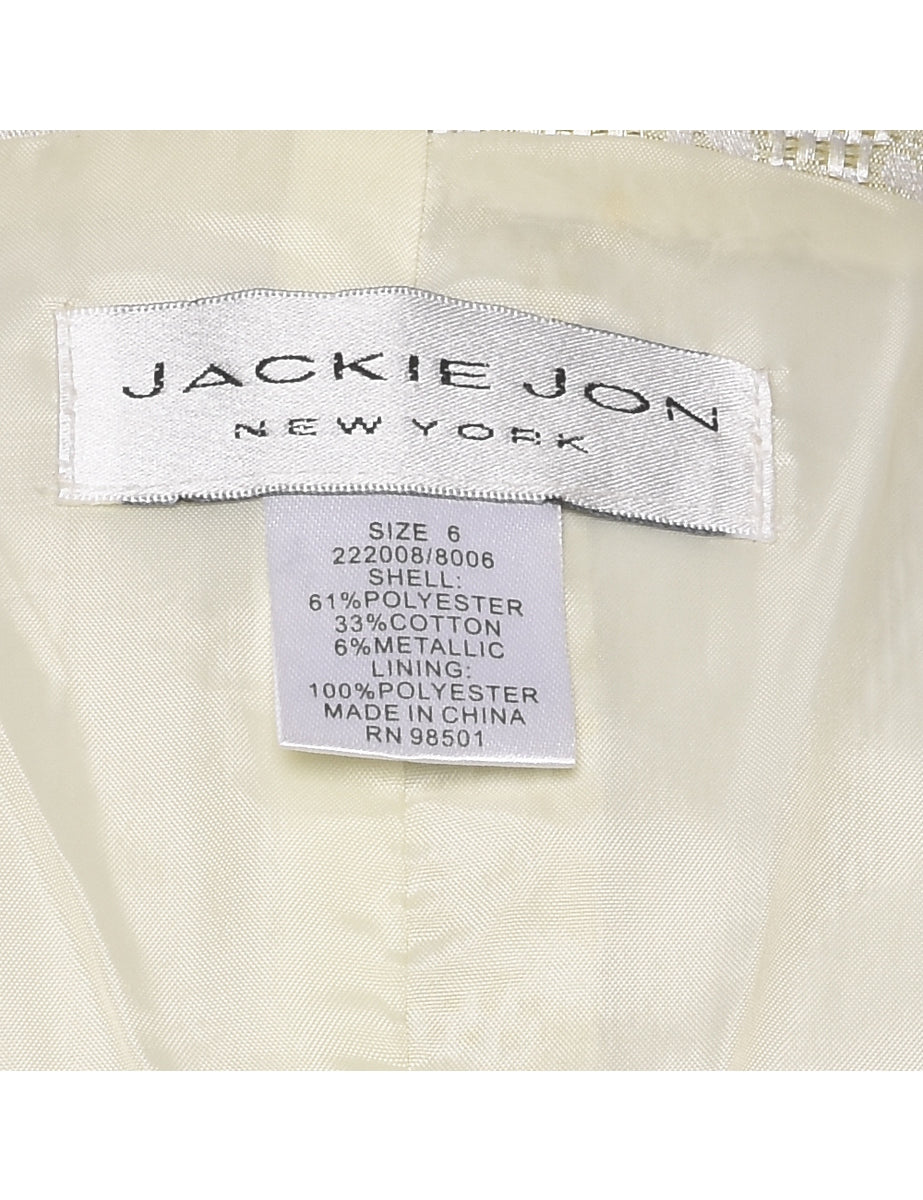 JACKIE JON
NEW YORK
SIZE 6
222008/8006
SHELL:
61%POLYESTER
33%COTTON
6%METALLIC
LINING:
100%POLYESTER
MADE IN CHINA
RN 98501